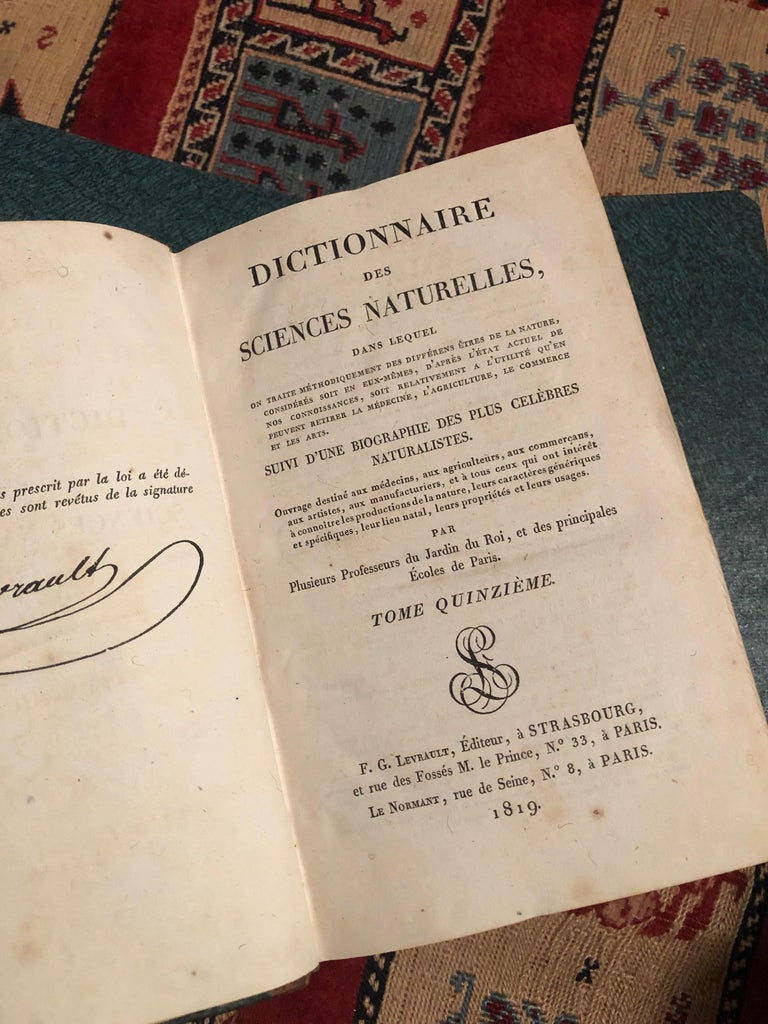 s prescrit par la loi a été dé-
es sont revêtus de la signature
vrault
DICTIONNAIRE
DES
SCIENCES NATURELLES,
DANS LEQUEL
ON TRAITE MÉTHODIQUEMENT DES DIFFÉRENS ÊTRES DE LA NATURE,
CONSIDÉRÉS SOIT EN EUX-MÊMES, D'APRÈS L'ÉTAT ACTUEL DE
NOS CONNOISSANCES, SOIT RELATIVEMENT A L'UTILITÉ QU'EN
PEUVENT RETIRER LA MÉDECINE, L'AGRICULTURE, LE COMMERCE
ET LES ARTS.
SUIVI D'UNE BIOGRAPHIE DES PLUS CELÈBRES
NATURALISTES.
Ouvrage destiné aux médecins, aux agriculteurs, aux commerçans,
aux artistes, aux manufacturiers, et à tous ceux qui ont intérêt
à connoître les productions de la nature, leurs caractères génériques
et spécifiques, leur lieu natal, leurs propriétés et leurs usages.
PAR
Plusieurs Professeurs du Jardin du Roi, et des principales
Écoles de Paris.
TOME QUINZIÈME.
F. G. LEVRAULT, Éditeur, à STRASBOURG,
et rue des Fossés M. le Prince, N.° 33, à PARIS.
LE NORMANT, rue de Seine, N.° 8, à PARIS.
1819.